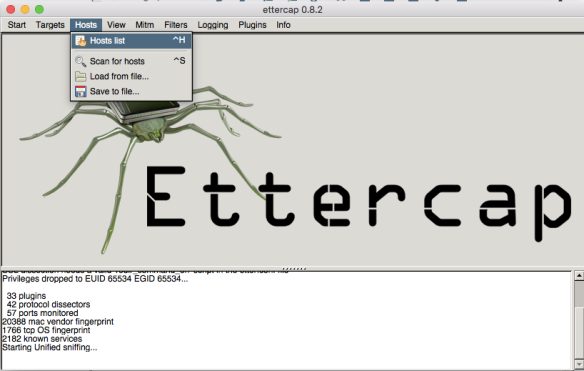 ettercap 0.8.2
Start Targets Hosts View Mitm Filters Logging Plugins Info
Hosts list ^H
Scan for hosts ^S
Load from file...
Save to file...
Ettercap
Privileges dropped to EUID 65534 EGID 65534...
33 plugins
42 protocol dissectors
57 ports monitored
20388 mac vendor fingerprint
1766 tcp OS fingerprint
2182 known services
Starting Unified sniffing...